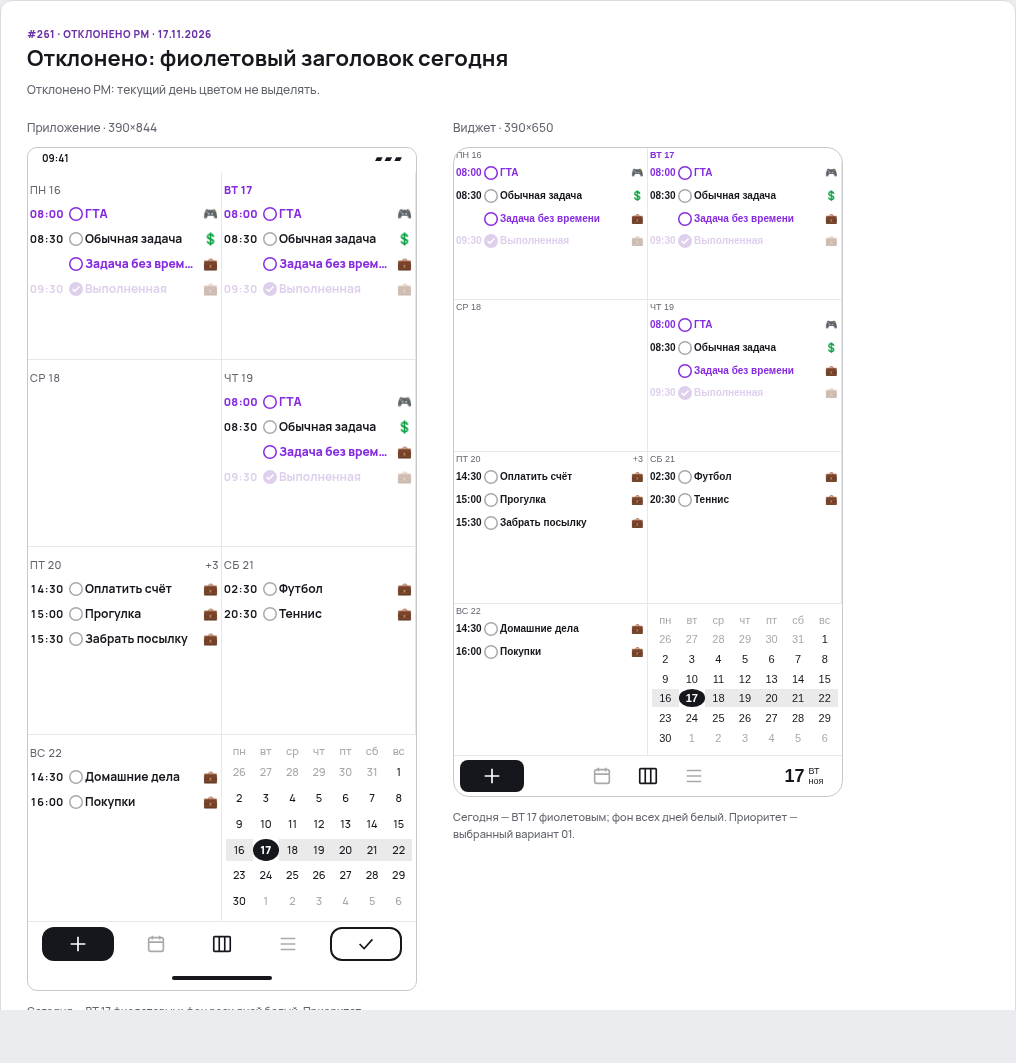 #261 · ОТКЛОНЕНО PM · 17.11.2026
Отклонено: фиолетовый заголовок сегодня
Отклонено PM: текущий день цветом не выделять.
Приложение · 390×844
09:41
ПН 16
08:00 ГТА
08:30 Обычная задача
Задача без врем…
09:30 Выполненная
ВТ 17
08:00 ГТА
08:30 Обычная задача
Задача без врем…
09:30 Выполненная
СР 18
ЧТ 19
08:00 ГТА
08:30 Обычная задача
Задача без врем…
09:30 Выполненная
ПТ 20 +3
14:30 Оплатить счёт
15:00 Прогулка
15:30 Забрать посылку
СБ 21
02:30 Футбол
20:30 Теннис
ВС 22
14:30 Домашние дела
16:00 Покупки
пн вт ср чт пт сб вс
26 27 28 29 30 31 1
2 3 4 5 6 7 8
9 10 11 12 13 14 15
16 17 18 19 20 21 22
23 24 25 26 27 28 29
30 1 2 3 4 5 6
Сегодня — ВТ 17 фиолетовым; фон всех дней белый. Приоритет
Виджет · 390×650
ПН 16
08:00 ГТА
08:30 Обычная задача
Задача без времени
09:30 Выполненная
ВТ 17
08:00 ГТА
08:30 Обычная задача
Задача без времени
09:30 Выполненная
СР 18
ЧТ 19
08:00 ГТА
08:30 Обычная задача
Задача без времени
09:30 Выполненная
ПТ 20 +3
14:30 Оплатить счёт
15:00 Прогулка
15:30 Забрать посылку
СБ 21
02:30 Футбол
20:30 Теннис
ВС 22
14:30 Домашние дела
16:00 Покупки
пн вт ср чт пт сб вс
26 27 28 29 30 31 1
2 3 4 5 6 7 8
9 10 11 12 13 14 15
16 17 18 19 20 21 22
23 24 25 26 27 28 29
30 1 2 3 4 5 6
17 ВТ
ноя
Сегодня — ВТ 17 фиолетовым; фон всех дней белый. Приоритет —
выбранный вариант 01.